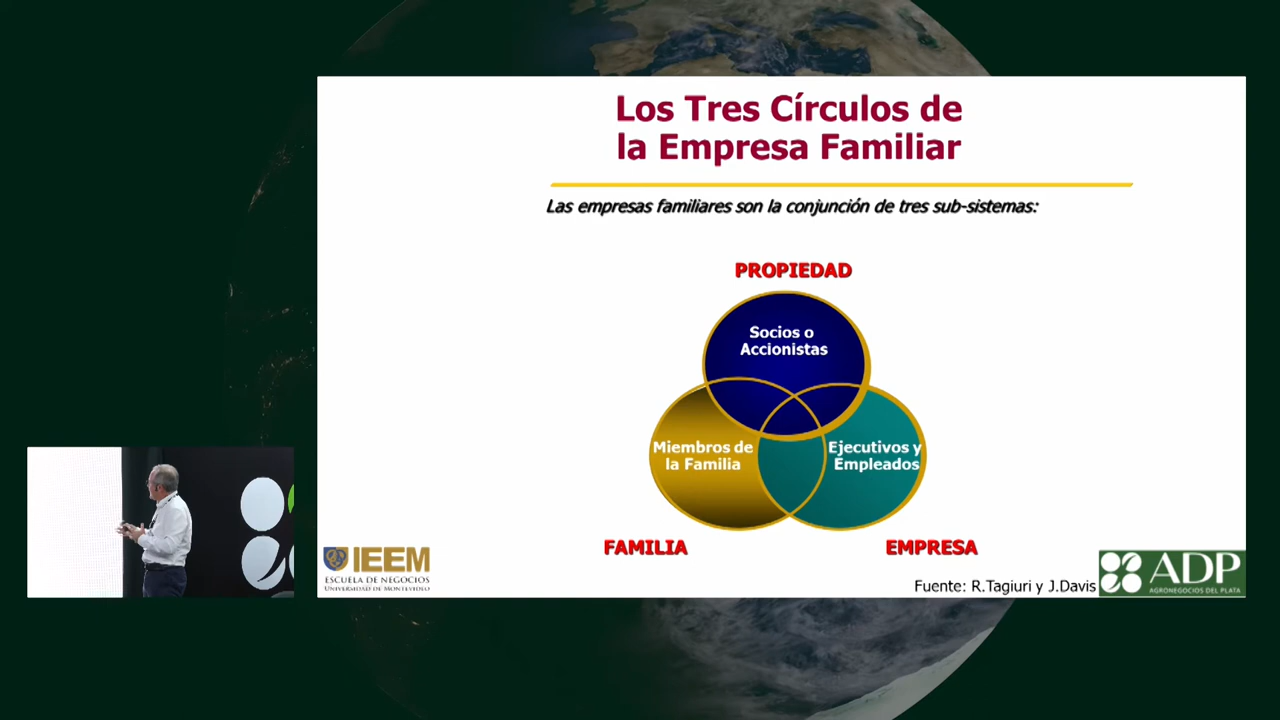 Los Tres Círculos de
la Empresa Familiar
Las empresas familiares son la conjunción de tres sub-sistemas:
PROPIEDAD
Socios o
Accionistas
Miembros de
la Familia
Ejecutivos y
Empleados
FAMILIA
EMPRESA
IEEM
ESCUELA DE NEGOCIOS
UNIVERSIDAD DE MONTEVIDEO
Fuente: R.Tagiuri y J.Davis
ADP
AGRONEGOCIOS DEL PLATA